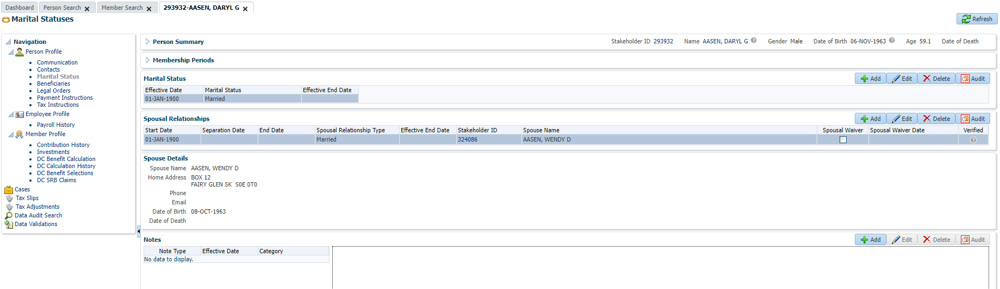 Dashboard Person Search Member Search 293932-AASEN, DARYL G
Marital Statuses Refresh
Navigation
Person Profile
Communication
Contacts
Marital Status
Beneficiaries
Legal Orders
Payment Instructions
Tax Instructions
Employee Profile
Payroll History
Member Profile
Contribution History
Investments
DC Benefit Calculation
DC Calculation History
DC Benefit Selections
DC SRB Claims
Cases
Tax Slips
Tax Adjustments
Data Audit Search
Data Validations
Person Summary Stakeholder ID 293932 Name AASEN, DARYL G Gender Male Date of Birth 06-NOV-1963 Age 59.1 Date of Death
Membership Periods
Marital Status Add Edit Delete Audit
Effective Date Marital Status Effective End Date
01-JAN-1900 Married
Spousal Relationships Add Edit Delete Audit
Start Date Separation Date End Date Spousal Relationship Type Effective End Date Stakeholder ID Spouse Name Spousal Waiver Spousal Waiver Date Verified
01-JAN-1900 Married 324086 AASEN, WENDY D
Spouse Details
Spouse Name AASEN, WENDY D
Home Address BOX 12
FAIRY GLEN SK S0E 0T0
Phone
Email
Date of Birth 08-OCT-1963
Date of Death
Notes Add Edit Delete Audit
Note Type Effective Date Category
No data to display.